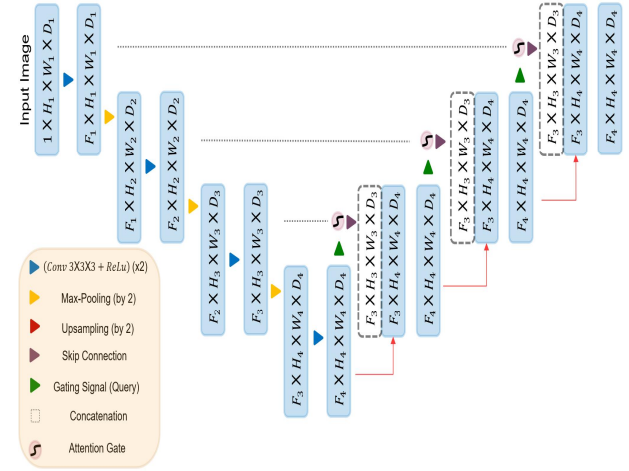 Input Image
1 × H₁ × W₁ × D₁
F₁ × H₁ × W₁ × D₁
F₁ × H₂ × W₂ × D₂
F₂ × H₂ × W₂ × D₂
F₂ × H₃ × W₃ × D₃
F₃ × H₃ × W₃ × D₃
F₃ × H₄ × W₄ × D₄
F₄ × H₄ × W₄ × D₄
F₃ × H₃ × W₃ × D₃
F₃ × H₄ × W₄ × D₄
F₄ × H₄ × W₄ × D₄
F₃ × H₃ × W₃ × D₃
F₃ × H₄ × W₄ × D₄
F₄ × H₄ × W₄ × D₄
F₃ × H₃ × W₃ × D₃
F₃ × H₄ × W₄ × D₄
F₄ × H₄ × W₄ × D₄
(Conv 3X3X3 + ReLu) (x2)
Max-Pooling (by 2)
Upsampling (by 2)
Skip Connection
Gating Signal (Query)
Concatenation
Attention Gate